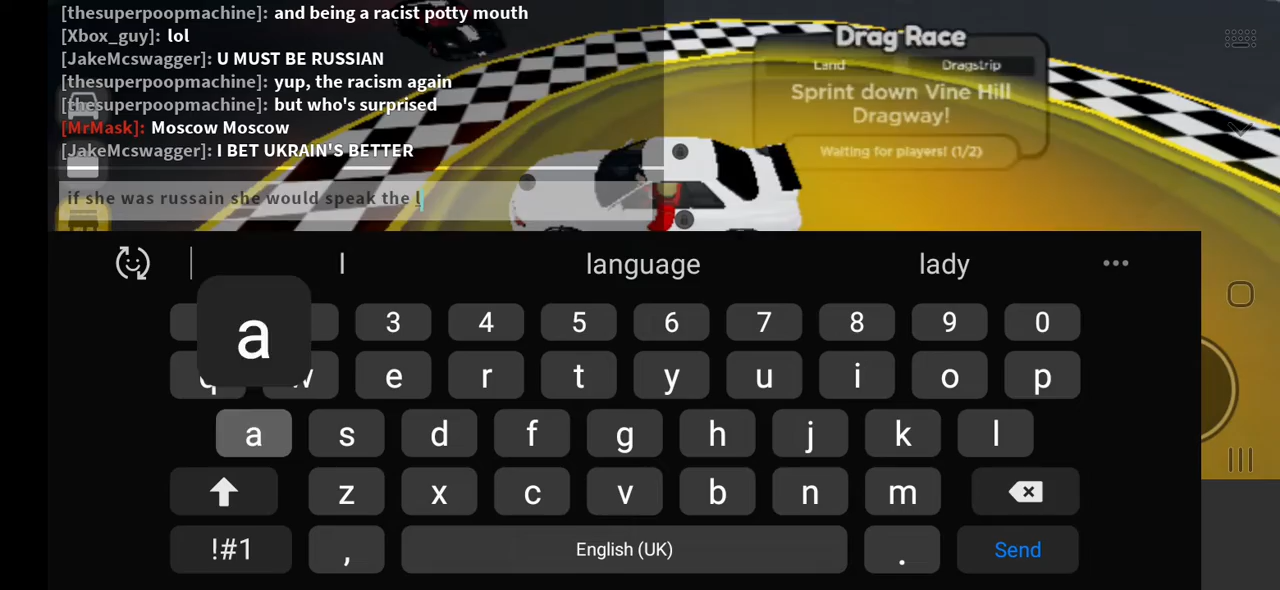 [thesuperpoopmachine]: and being a racist potty mouth
[Xbox_guy]: lol
[JakeMcswagger]: U MUST BE RUSSIAN
[thesuperpoopmachine]: yup, the racism again
[thesuperpoopmachine]: but who's surprised
[MrMask]: Moscow Moscow
[JakeMcswagger]: I BET UKRAIN'S BETTER
if she was russain she would speak the l
Drag Race
Land Dragstrip
Sprint down Vine Hill
Dragway!
Waiting for players! (1/2)
l language lady
a
3 4 5 6 7 8 9 0
q w e r t y u i o p
a s d f g h j k l
z x c v b n m
!#1 , English (UK) . Send